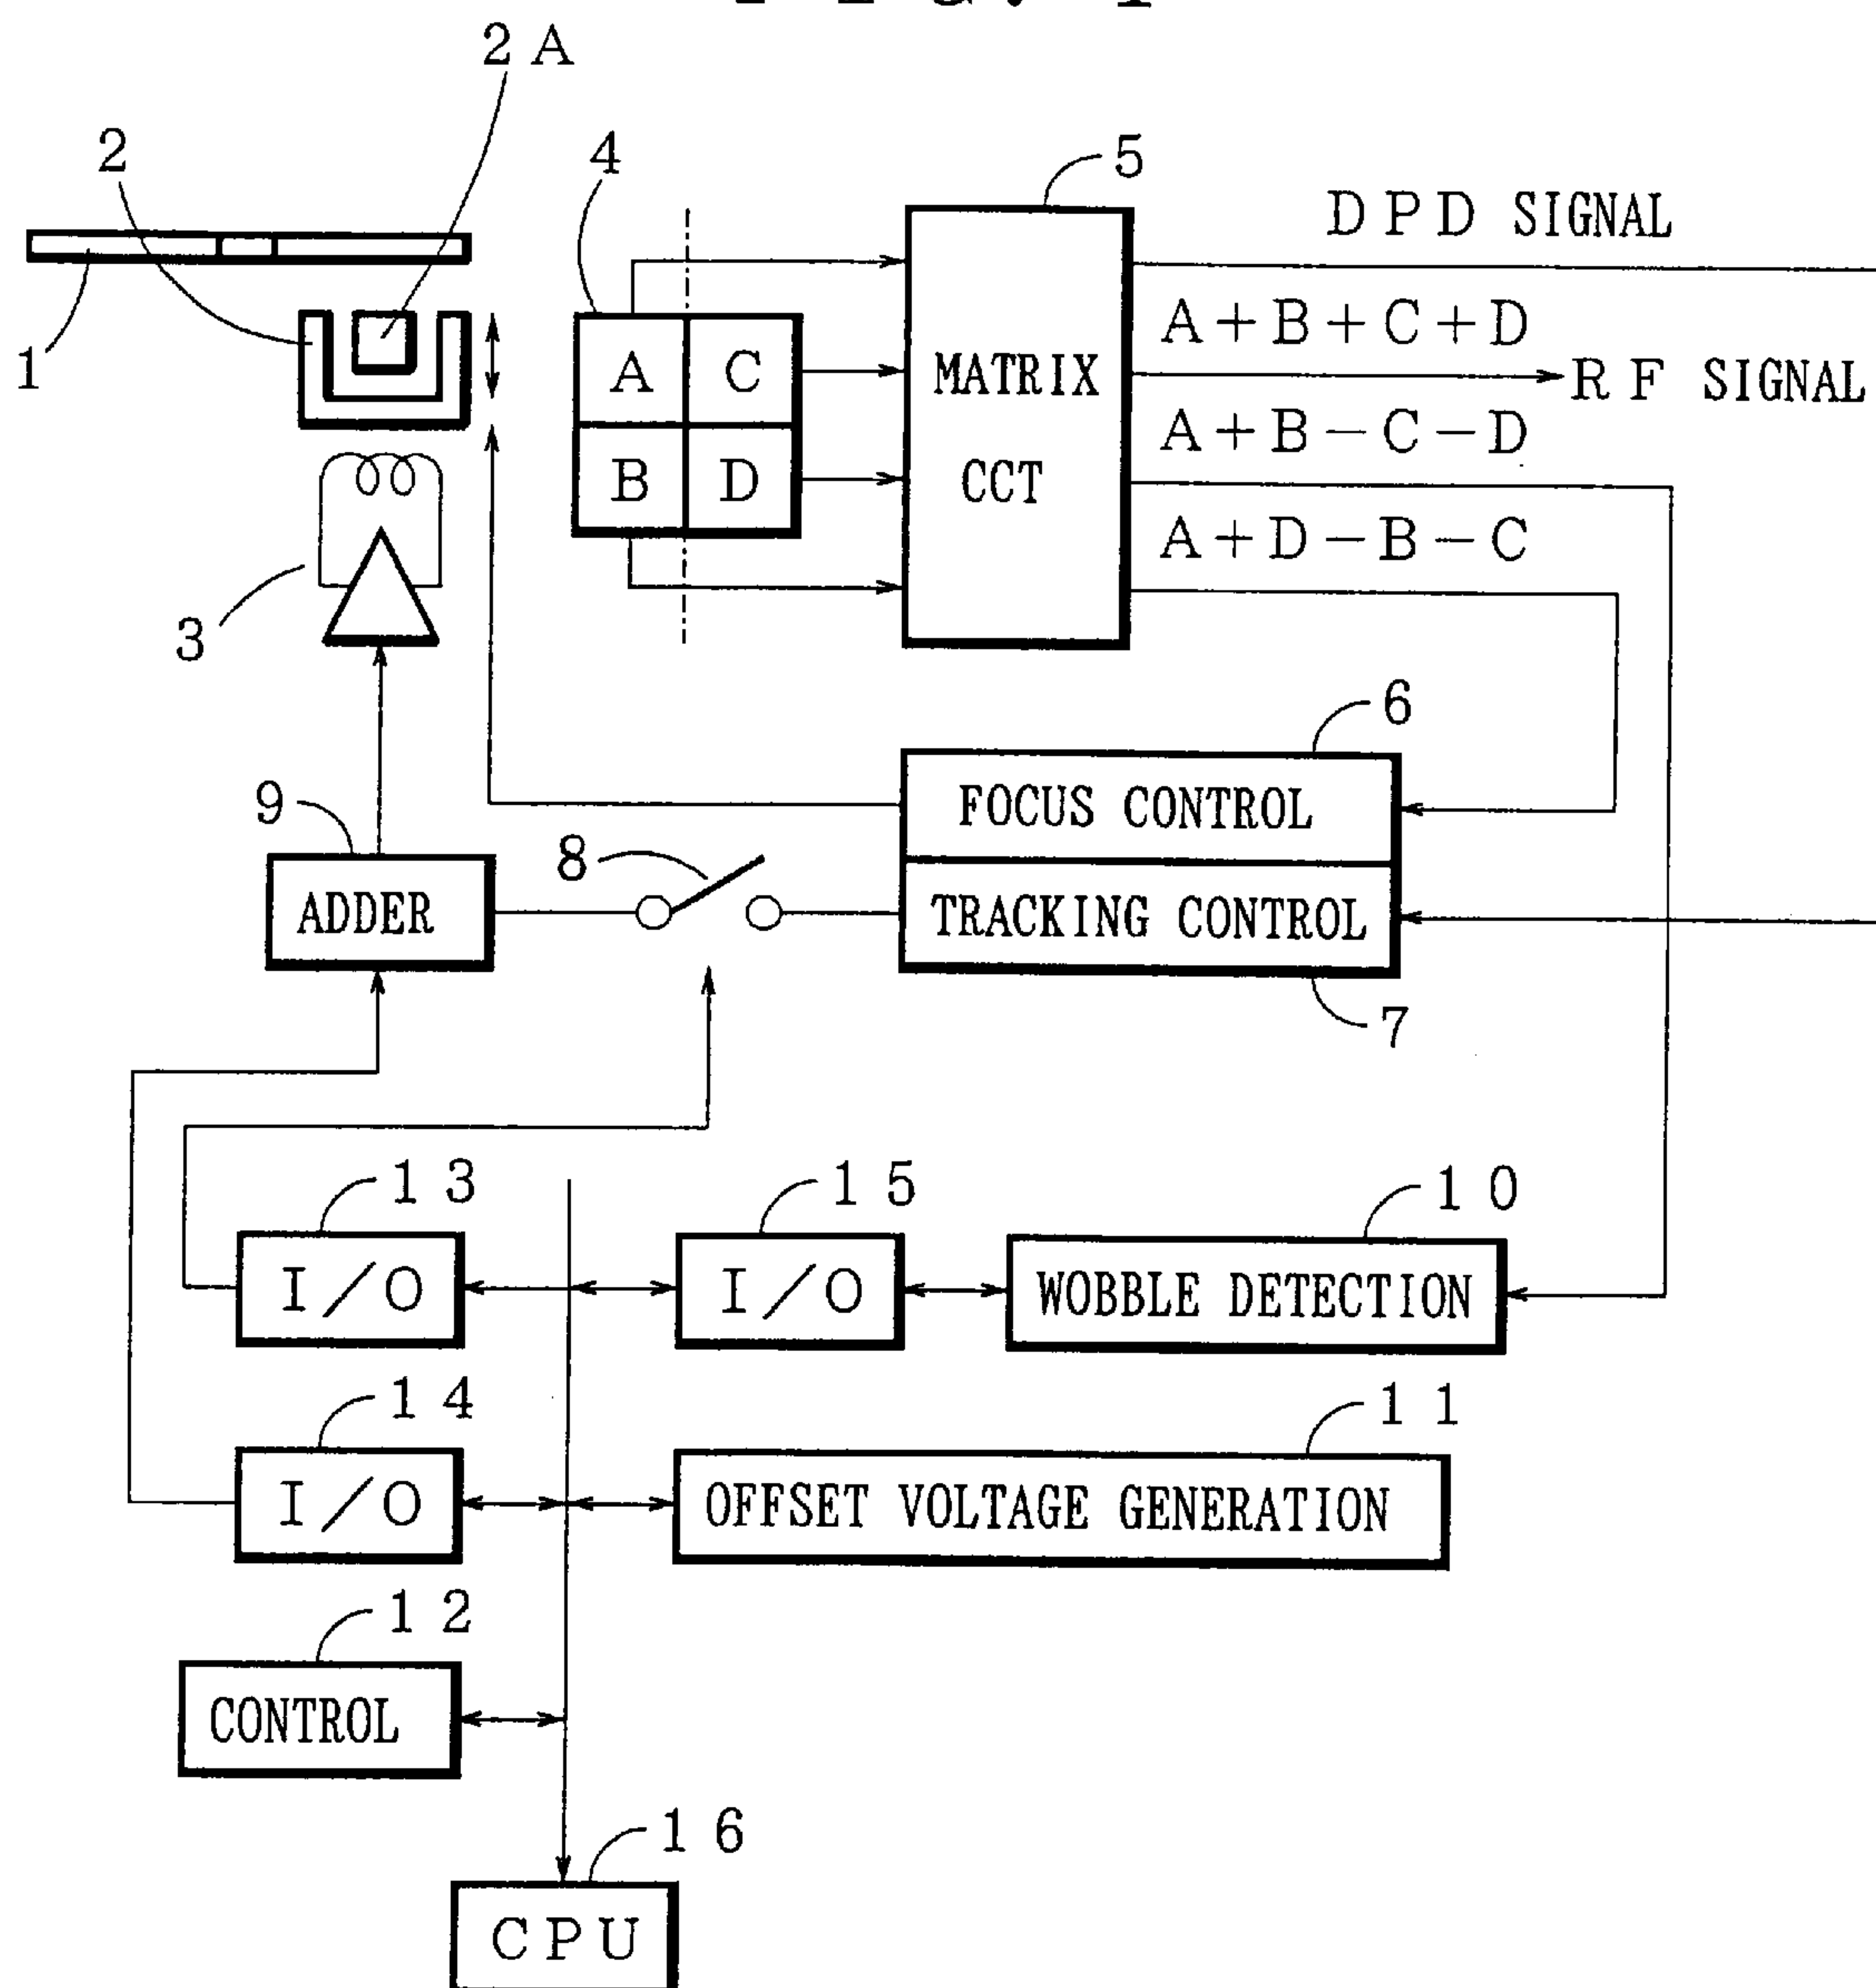 2A
2
4
5
DPD SIGNAL
A+B+C+D
1
A
C
MATRIX
RF SIGNAL
A+B-C-D
B
D
CCT
A+D-B-C
3
6
9
FOCUS CONTROL
8
ADDER
TRACKING CONTROL
7
13
15
10
I/O
I/O
WOBBLE DETECTION
14
11
I/O
OFFSET VOLTAGE GENERATION
12
CONTROL
16
CPU